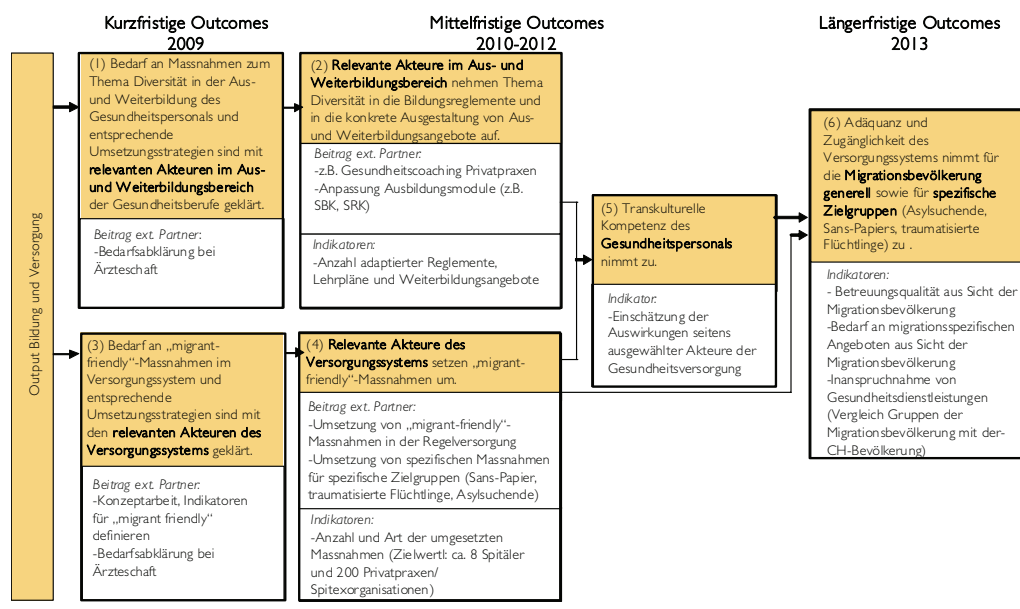 Kurzfristige Outcomes
2009
Mittelfristige Outcomes
2010-2012
Längerfristige Outcomes
2013
Output Bildung und Versorgung
(1) Bedarf an Massnahmen zum
Thema Diversität in der Aus-
und Weiterbildung des
Gesundheitspersonals und
entsprechende
Umsetzungsstrategien sind mit
relevanten Akteuren im Aus-
und Weiterbildungsbereich
der Gesundheitsberufe geklärt.
Beitrag ext. Partner:
-Bedarfsabklärung bei
Ärzteschaft
(2) Relevante Akteure im Aus- und
Weiterbildungsbereich nehmen Thema
Diversität in die Bildungsreglemente und
in die konkrete Ausgestaltung von Aus-
und Weiterbildungsangebote auf.
Beitrag ext. Partner:
-z.B. Gesundheitscoaching Privatpraxen
-Anpassung Ausbildungsmodule (z.B.
SBK, SRK)
Indikatoren:
-Anzahl adaptierter Reglemente,
Lehrpläne und Weiterbildungsangebote
(3) Bedarf an „migrant-
friendly“-Massnahmen im
Versorgungssystem und
entsprechende
Umsetzungsstrategien sind mit
den relevanten Akteuren des
Versorgungssystems geklärt.
Beitrag ext. Partner:
-Konzeptarbeit, Indikatoren
für „migrant friendly“
definieren
-Bedarfsabklärung bei
Ärzteschaft
(4) Relevante Akteure des
Versorgungssystems setzen „migrant-
friendly“-Massnahmen um.
Beitrag ext. Partner:
-Umsetzung von „migrant-friendly“-
Massnahmen in der Regelversorgung
-Umsetzung von spezifischen Massnahmen
für spezifische Zielgruppen (Sans-Papier,
traumatisierte Flüchtlinge, Asylsuchende)
Indikatoren:
-Anzahl und Art der umgesetzten
Massnahmen (Zielwertl: ca. 8 Spitäler
und 200 Privatpraxen/
Spitexorganisationen)
(5) Transkulturelle
Kompetenz des
Gesundheitspersonals
nimmt zu.
Indikator:
-Einschätzung der
Auswirkungen seitens
ausgewählter Akteure der
Gesundheitsversorgung
(6) Adäquanz und
Zugänglichkeit des
Versorgungssystems nimmt für
die Migrationsbevölkerung
generell sowie für spezifische
Zielgruppen (Asylsuchende,
Sans-Papiers, traumatisierte
Flüchtlinge) zu .
Indikatoren:
- Betreuungsqualität aus Sicht der
Migrationsbevölkerung
-Bedarf an migrationsspezifischen
Angeboten aus Sicht der
Migrationsbevölkerung
-Inanspruchnahme von
Gesundheitsdienstleistungen
(Vergleich Gruppen der
Migrationsbevölkerung mit der-
CH-Bevölkerung)